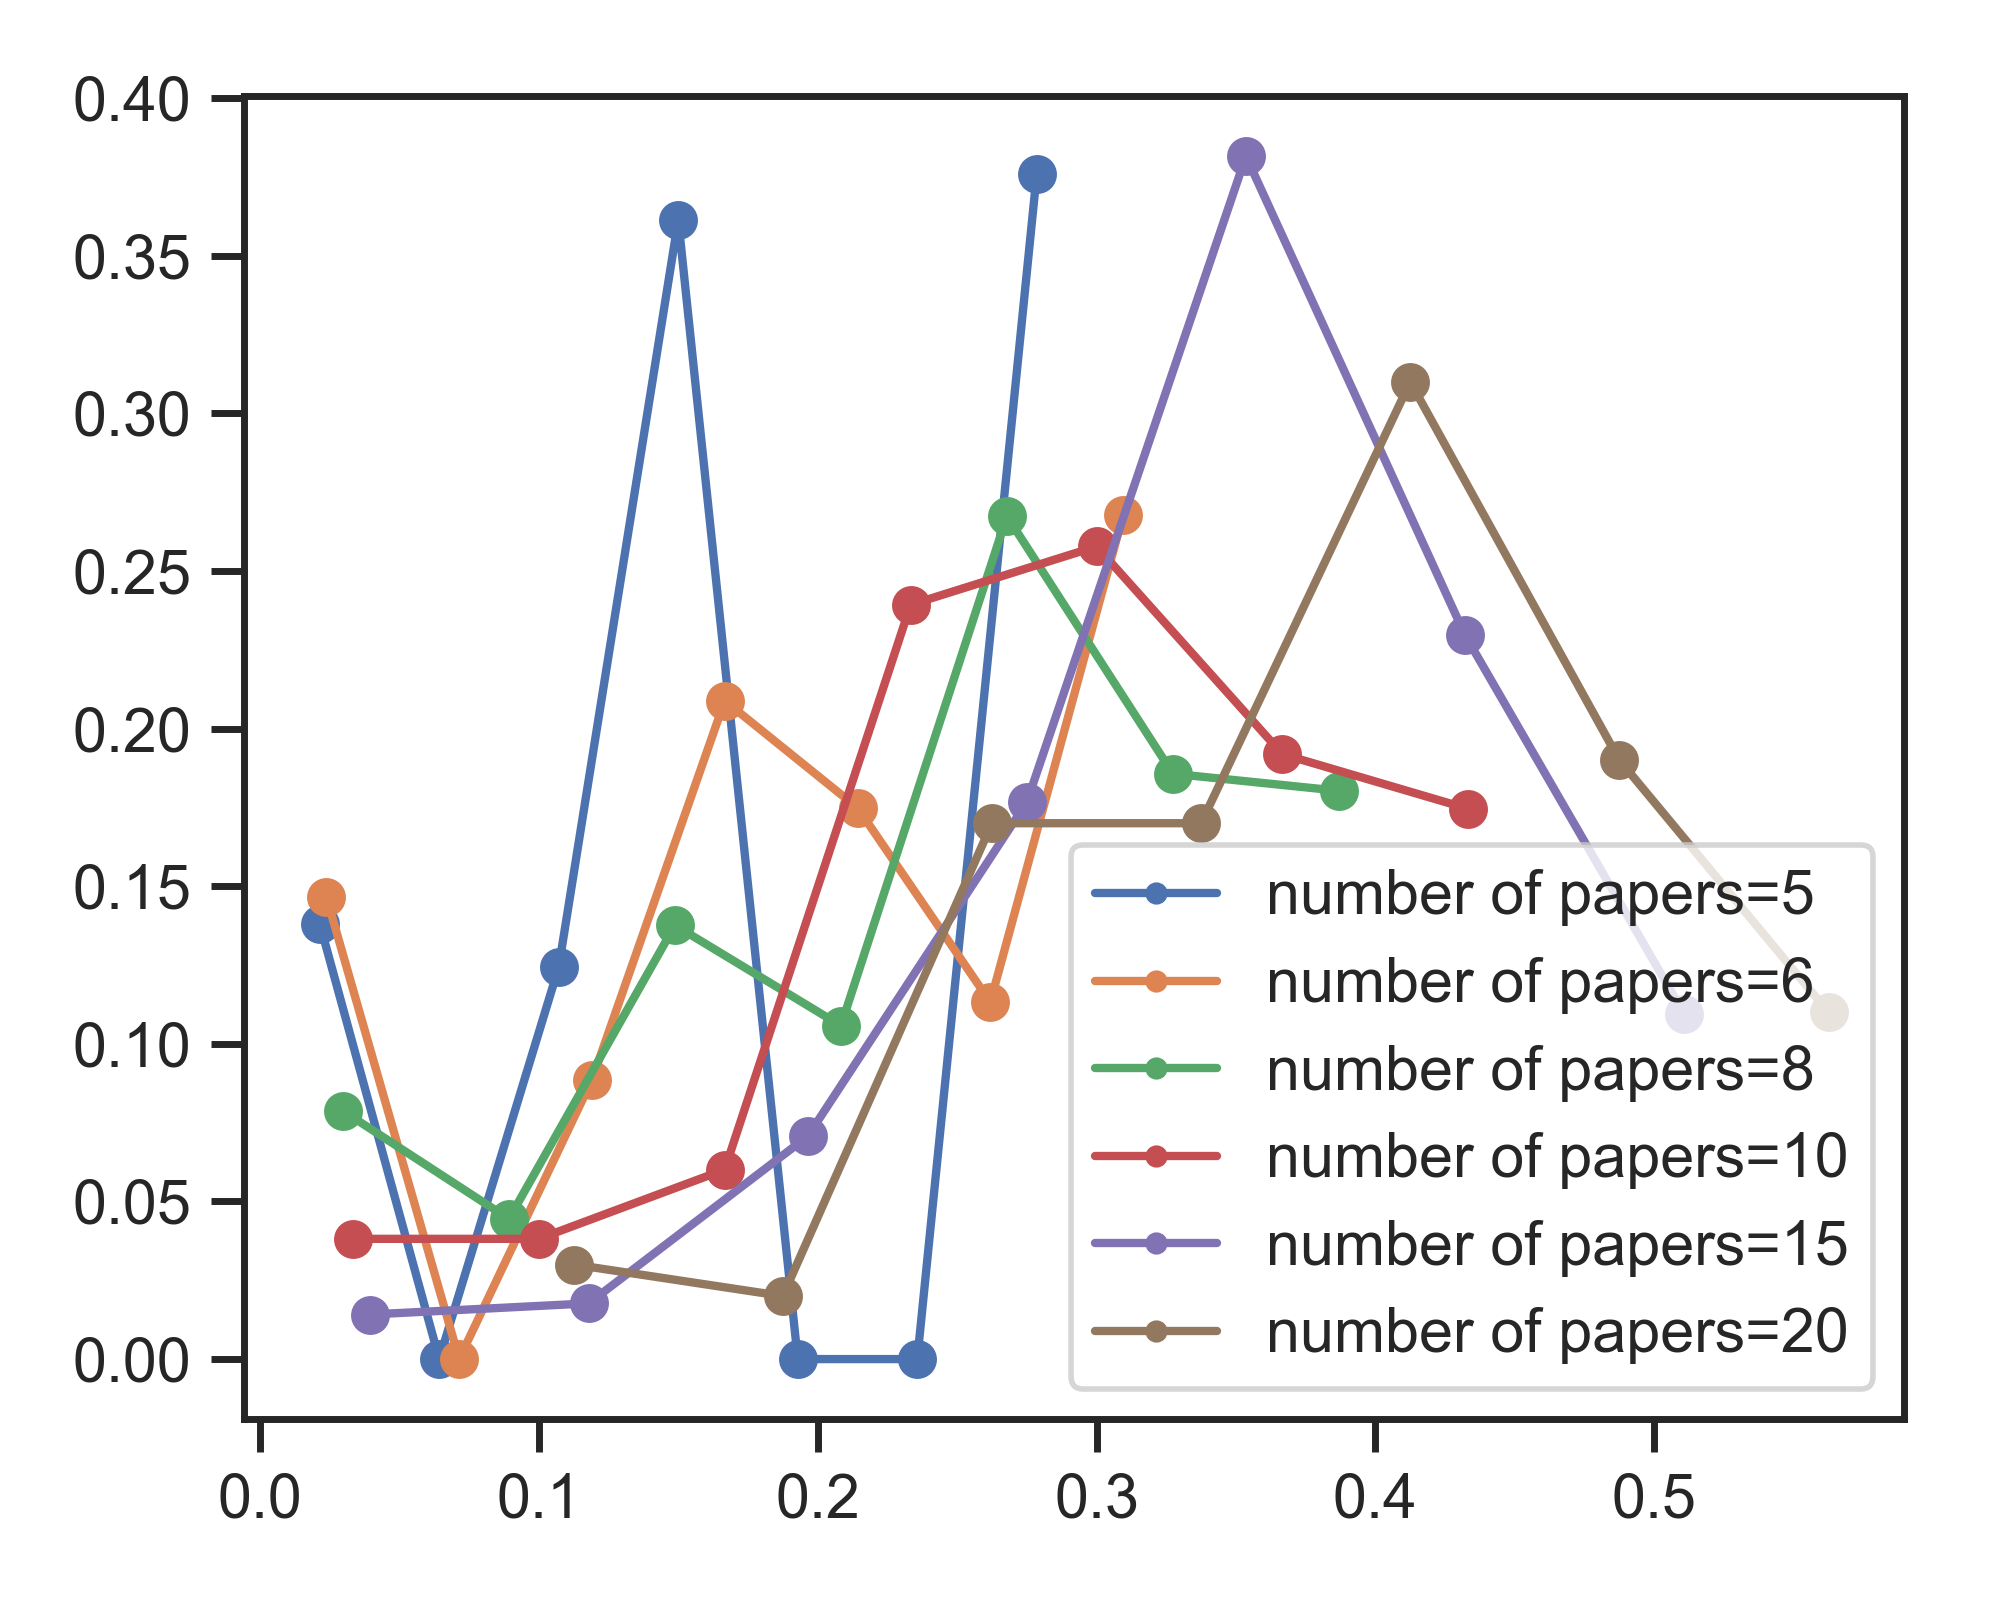 0.40
0.35
0.30
0.25
0.20
0.15
0.10
0.05
0.00
0.0 0.1 0.2 0.3 0.4 0.5
number of papers=5
number of papers=6
number of papers=8
number of papers=10
number of papers=15
number of papers=20